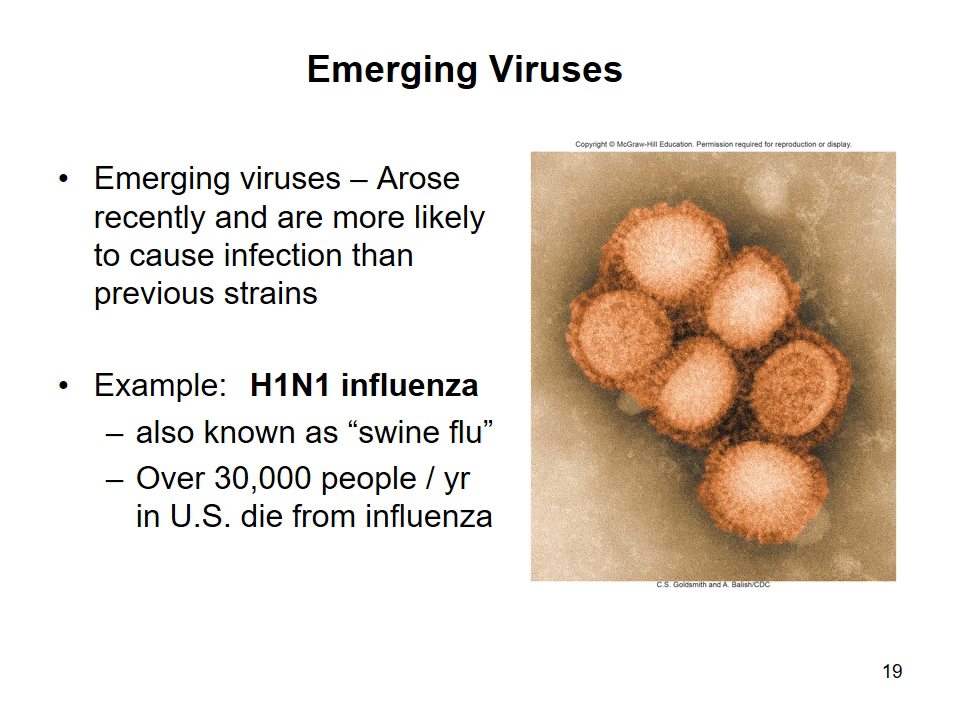 Emerging Viruses
Copyright © McGraw-Hill Education. Permission required for reproduction or display.
• Emerging viruses – Arose
recently and are more likely
to cause infection than
previous strains
• Example: H1N1 influenza
– also known as “swine flu”
– Over 30,000 people / yr
in U.S. die from influenza
C.S. Goldsmith and A. Balish/CDC
19